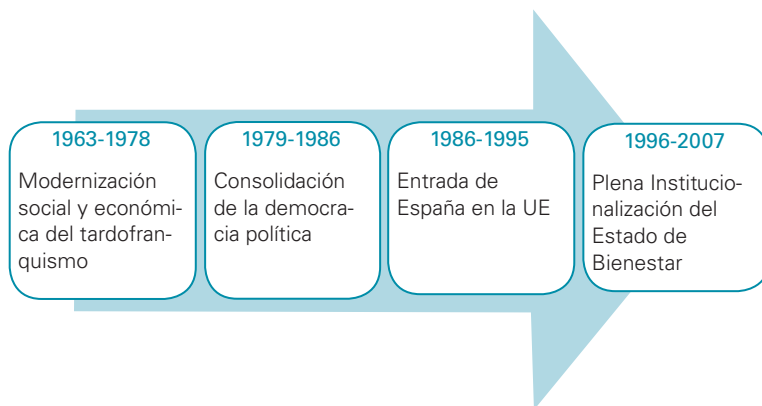 1963-1978
Modernización
social y económi-
ca del tardofran-
quismo
1979-1986
Consolidación
de la democra-
cia política
1986-1995
Entrada de
España en la UE
1996-2007
Plena Institucio-
nalización del
Estado de
Bienestar